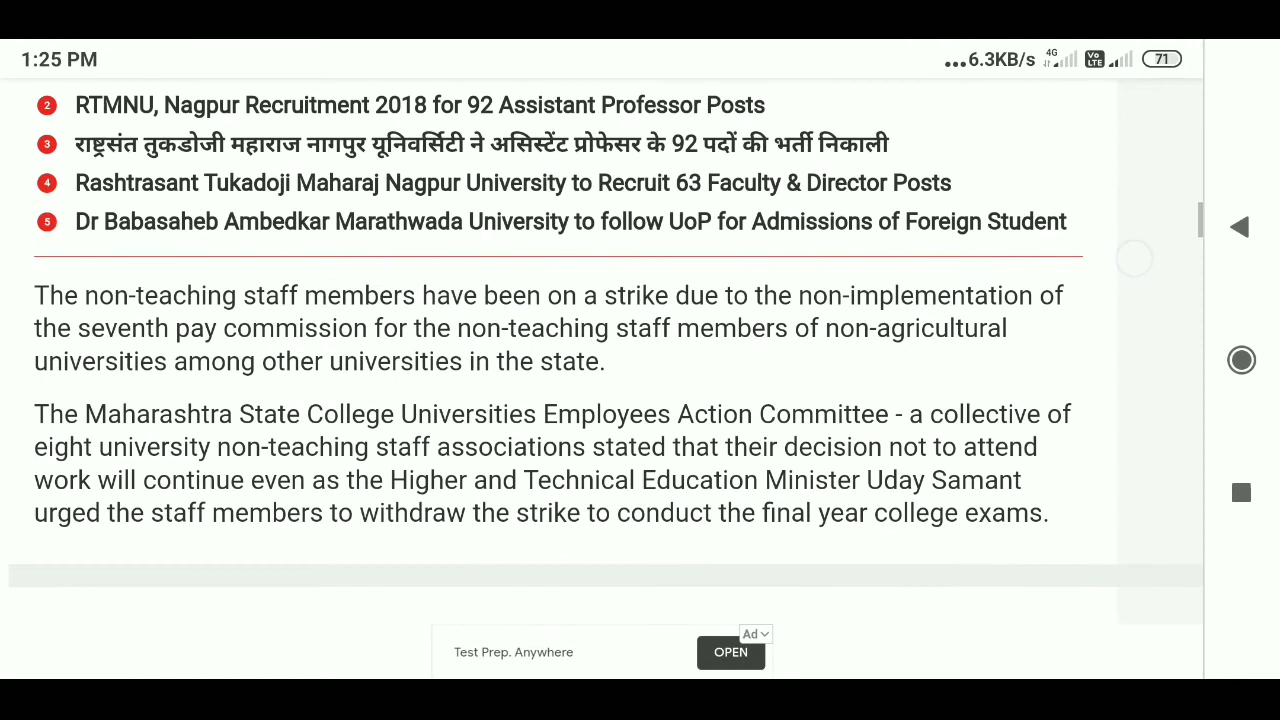 1:25 PM
...6.3KB/s 4G Vo LTE 71
2 RTMNU, Nagpur Recruitment 2018 for 92 Assistant Professor Posts
3 राष्ट्रसंत तुकडोजी महाराज नागपुर यूनिवर्सिटी ने असिस्टेंट प्रोफेसर के 92 पदों की भर्ती निकाली
4 Rashtrasant Tukadoji Maharaj Nagpur University to Recruit 63 Faculty & Director Posts
5 Dr Babasaheb Ambedkar Marathwada University to follow UoP for Admissions of Foreign Student
The non-teaching staff members have been on a strike due to the non-implementation of
the seventh pay commission for the non-teaching staff members of non-agricultural
universities among other universities in the state.
The Maharashtra State College Universities Employees Action Committee - a collective of
eight university non-teaching staff associations stated that their decision not to attend
work will continue even as the Higher and Technical Education Minister Uday Samant
urged the staff members to withdraw the strike to conduct the final year college exams.
Ad
Test Prep. Anywhere
OPEN